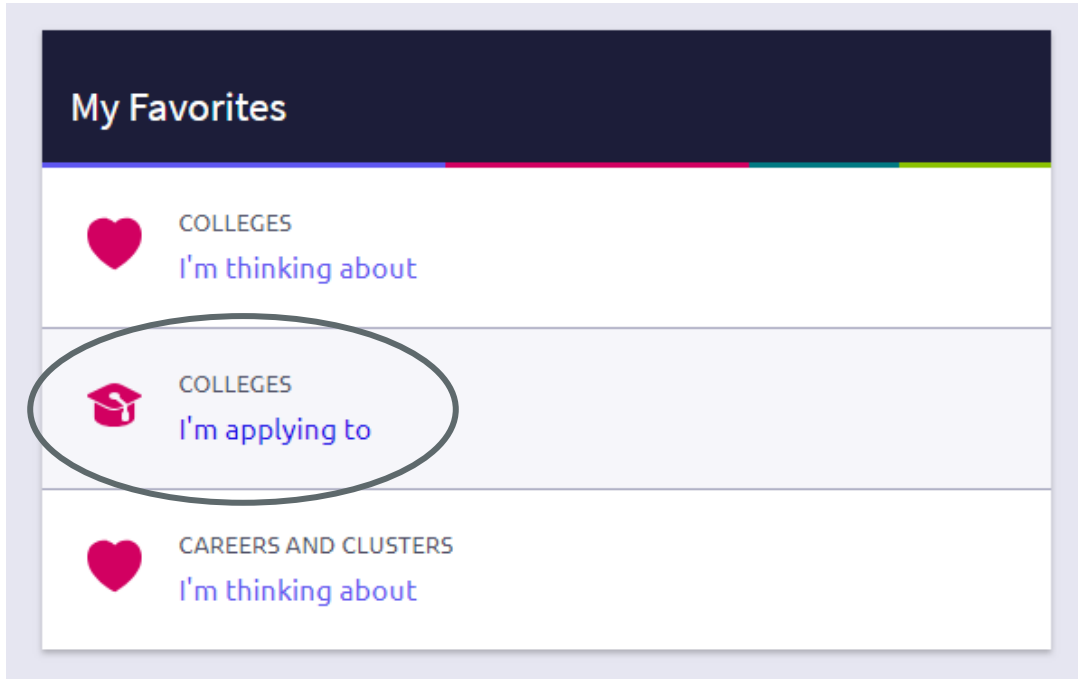 My Favorites
COLLEGES
I'm thinking about
COLLEGES
I'm applying to
CAREERS AND CLUSTERS
I'm thinking about